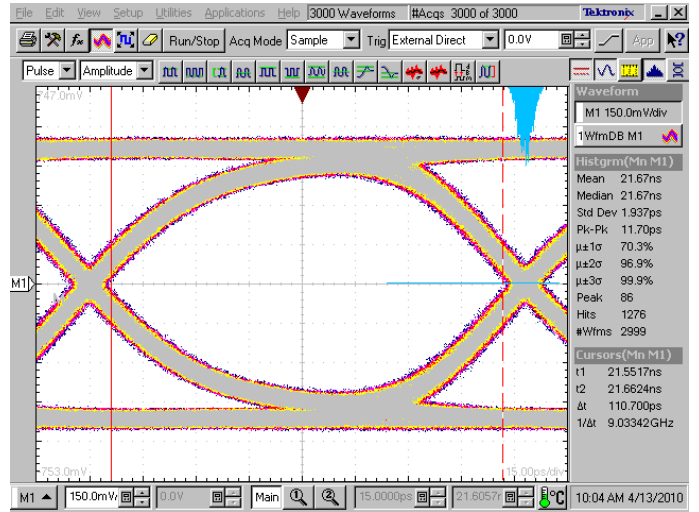 File Edit View Setup Utilities Applications Help 3000 Waveforms #Acqs 3000 of 3000 Tektronix
Run/Stop Acq Mode Sample Trig External Direct 0.0V App
Pulse Amplitude
747.0mV
Waveform
M1 150.0mV/div
1WfmDB M1
Histgrm(Mn M1)
Mean 21.67ns
Median 21.67ns
Std Dev 1.937ps
Pk-Pk 11.70ps
µ±1σ 70.3%
µ±2σ 96.9%
µ±3σ 99.9%
Peak 86
Hits 1276
#Wfms 2999
M1
Cursors(Mn M1)
t1 21.5517ns
t2 21.6624ns
Δt 110.700ps
1/Δt 9.03342GHz
-753.0mV
15.00ps/div
M1 150.0mV/ 0.0V Main 1 2 15.0000ps 21.6057r °C 10:04 AM 4/13/2010